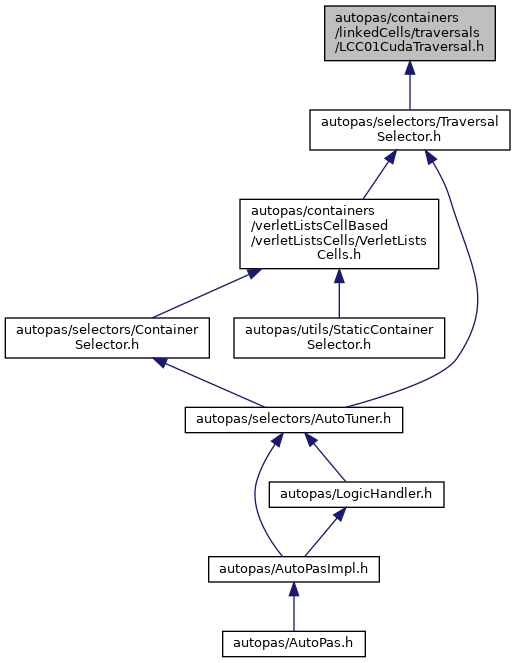 autopas/containers
/linkedCells/traversals
/LCC01CudaTraversal.h
autopas/selectors/Traversal
Selector.h
autopas/containers
/verletListsCellBased
/verletListsCells/VerletLists
Cells.h
autopas/selectors/Container
Selector.h
autopas/utils/StaticContainer
Selector.h
autopas/selectors/AutoTuner.h
autopas/LogicHandler.h
autopas/AutoPasImpl.h
autopas/AutoPas.h